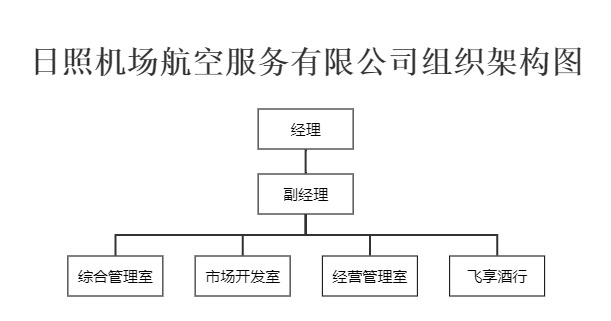 日照机场航空服务有限公司组织架构图
经理
副经理
综合管理室
市场开发室
经营管理室
飞享酒行